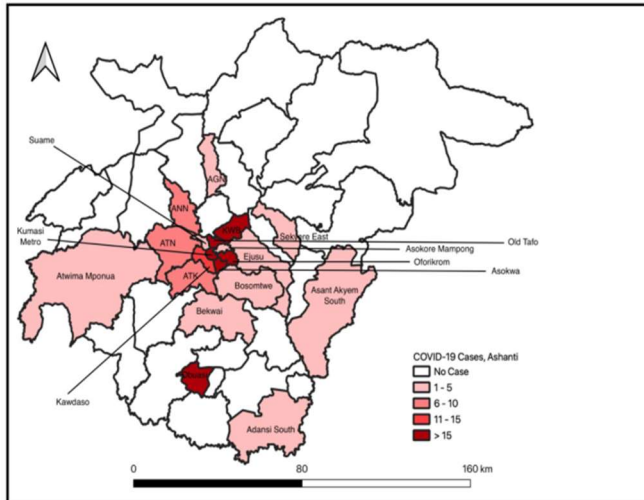 Suame
AGN
ANN
KWB
Kumasi
Metro
ATN
Sekyere East
Old Tafo
Asokore Mampong
Ejusu
Oforikrom
Asokwa
Atwima Mponua
ATK
Bosomtwe
Asant Akyem
South
Bekwai
Kawdaso
Adansi South
COVID-19 Cases, Ashanti
No Case
1 - 5
6 - 10
11 - 15
> 15
0 80 160 km